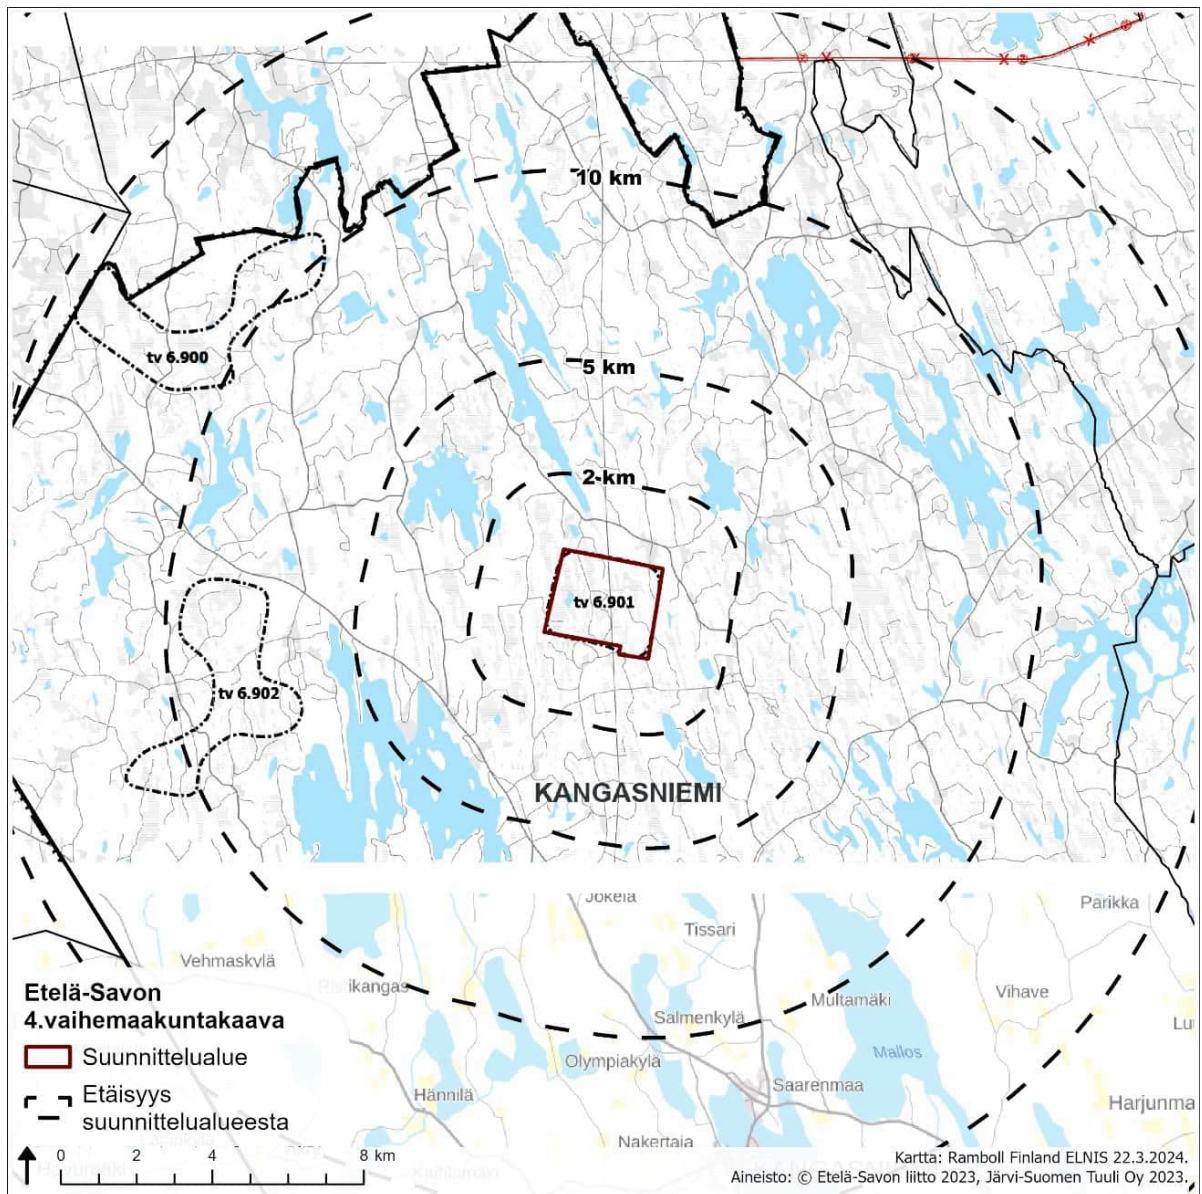 10 km
tv 6.900
5 km
2-km
tv 6.901
tv 6.902
KANGASNIEMI
Jokela
Parikka
Tissari
Vehmaskylä
Ristikangas
Vihave
Multamäki
Salmenkylä
Mallos
Olympiakylä
Saarenmaa
Hännilä
Harjunma
Nakertaja
Etelä-Savon
4.vaihemaakuntakaava
Suunnittelualue
Etäisyys
suunnittelualueesta
0 2 4 8 km
Kartta: Ramboll Finland ELNIS 22.3.2024.
Aineisto: © Etelä-Savon liitto 2023, Järvi-Suomen Tuuli Oy 2023.